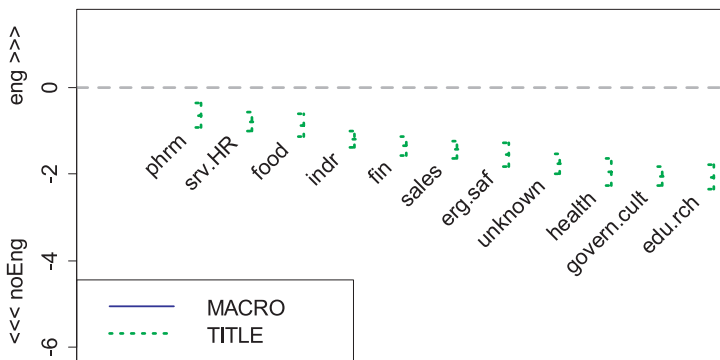 eng >>>
<<< noEng
0
-2
-4
-6
phrm
srv.HR
food
indr
fin
sales
erg.saf
unknown
health
govern.cult
edu.rch
MACRO
TITLE